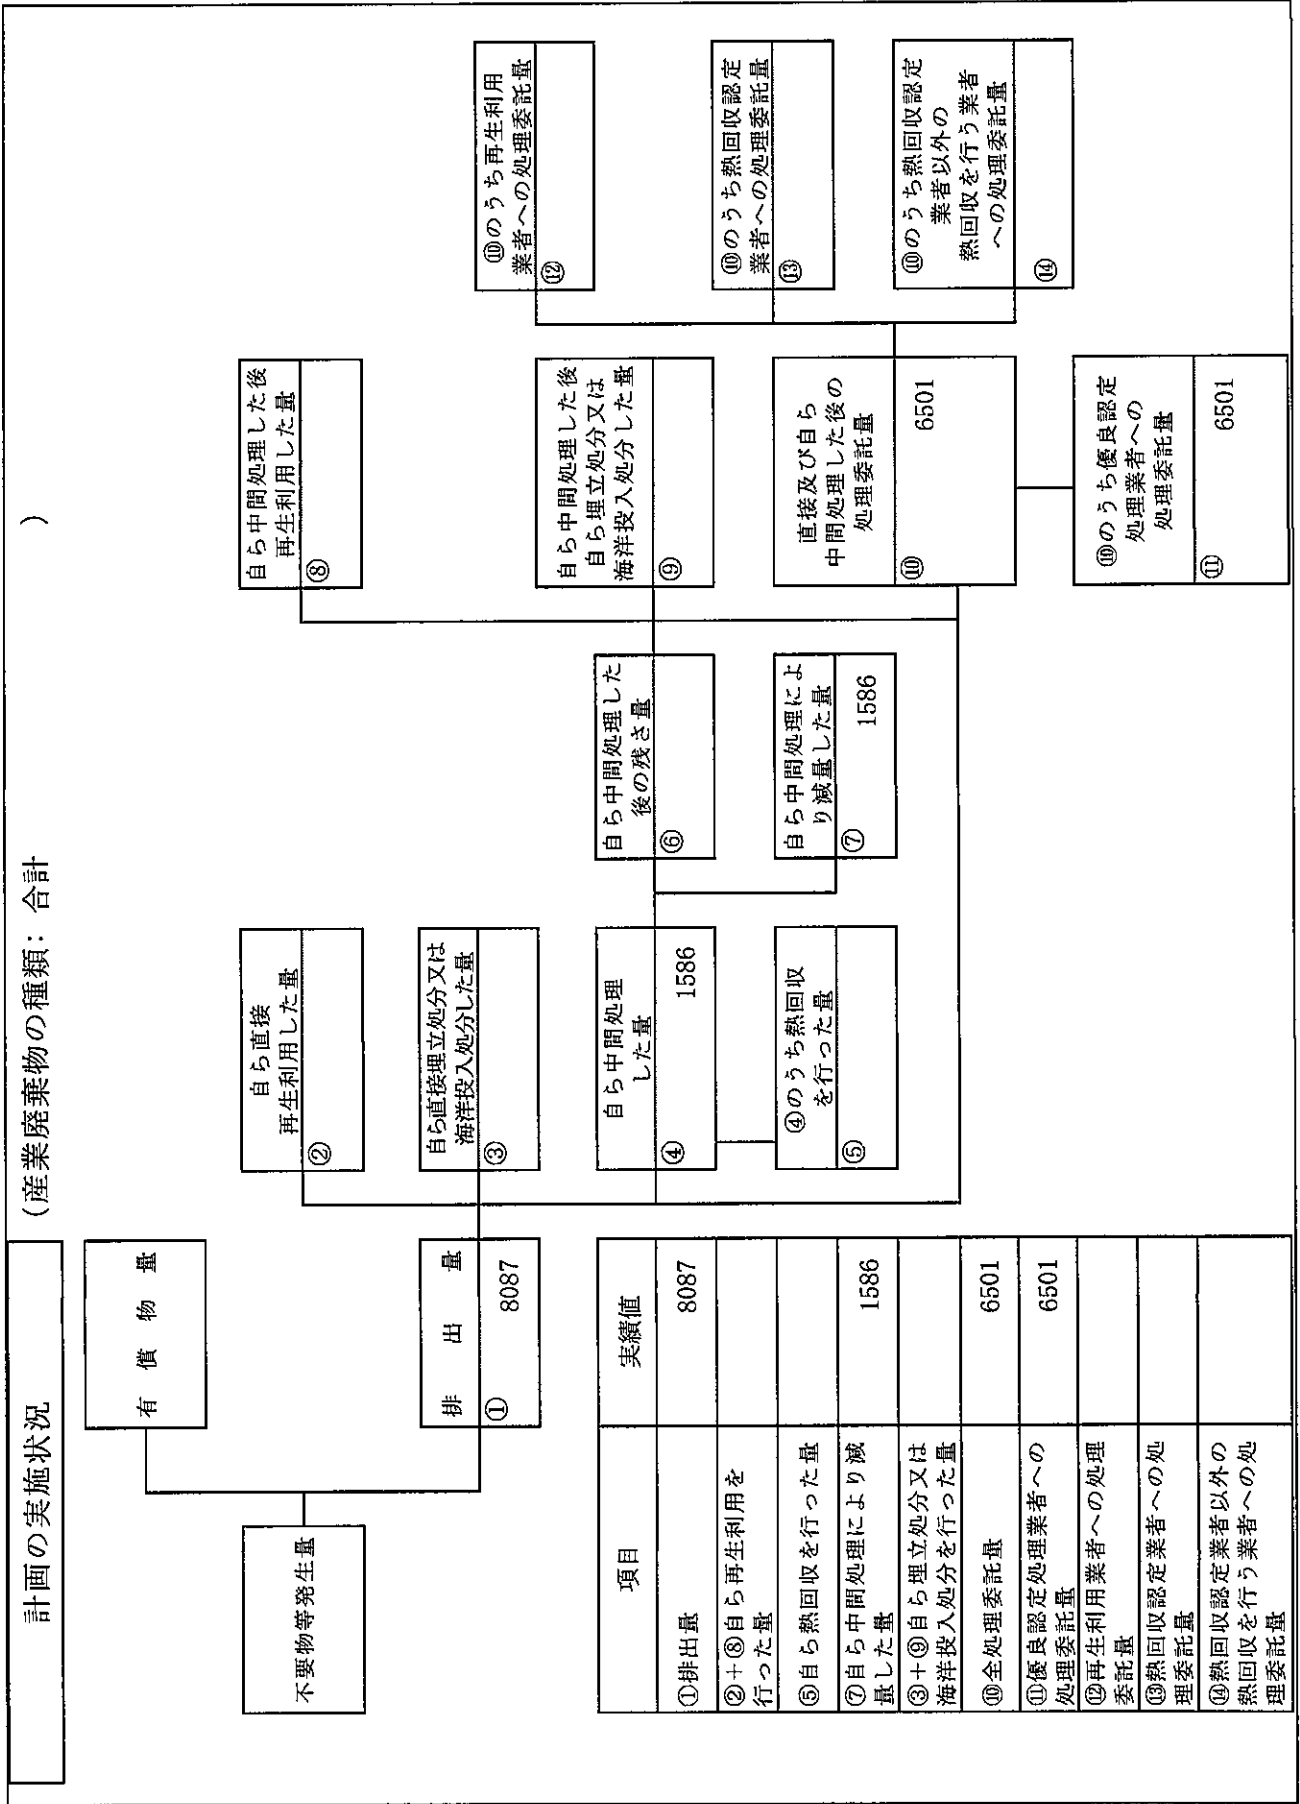 計画の実施状況
(産業廃棄物の種類: 合計 )
不要物等発生量
有償物量
排出量
① 8087
自ら直接
再生利用した量
②
自ら直接埋立処分又は
海洋投入処分した量
③
自ら中間処理
した量
④ 1586
④のうち熱回収
を行った量
⑤
自ら中間処理した
後の残さ量
⑥
自ら中間処理によ
り減量した量
⑦ 1586
自ら中間処理した後
再生利用した量
⑧
自ら中間処理した後
自ら埋立処分又は
海洋投入処分した量
⑨
直接及び自ら
中間処理した後の
処理委託量
⑩ 6501
⑩のうち優良認定
処理業者への
処理委託量
⑪ 6501
⑩のうち再生利用
業者への処理委託量
⑫
⑩のうち熱回収認定
業者への処理委託量
⑬
⑩のうち熱回収認定
業者以外の
熱回収を行う業者
への処理委託量
⑭
項目 実績値
①排出量 8087
②+⑧自ら再生利用を
行った量
⑤自ら熱回収を行った量
⑦自ら中間処理により減
量した量 1586
③+⑨自ら埋立処分又は
海洋投入処分を行った量
⑩全処理委託量 6501
⑪優良認定処理業者への
処理委託量 6501
⑫再生利用業者への処理
委託量
⑬熱回収認定業者への処
理委託量
⑭熱回収認定業者以外の
熱回収を行う業者への処
理委託量